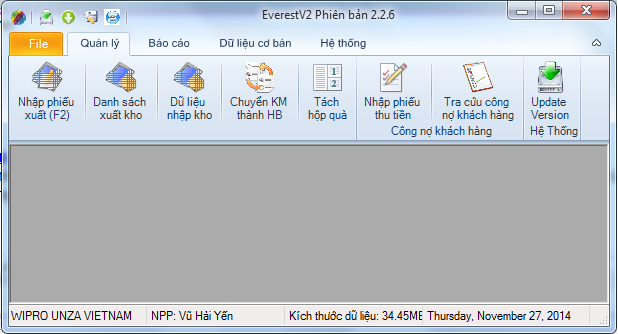 EverestV2 Phiên bản 2.2.6
File Quản lý Báo cáo Dữ liệu cơ bản Hệ thống
Nhập phiếu xuất (F2)
Danh sách xuất kho
Dữ liệu nhập kho
Chuyển KM thành HB
Tách hộp quà
Nhập phiếu thu tiền
Tra cứu công nợ khách hàng
Update Version
Công nợ khách hàng Hệ Thống
WIPRO UNZA VIETNAM NPP: Vũ Hải Yến Kích thước dữ liệu: 34.45MB Thursday, November 27, 2014